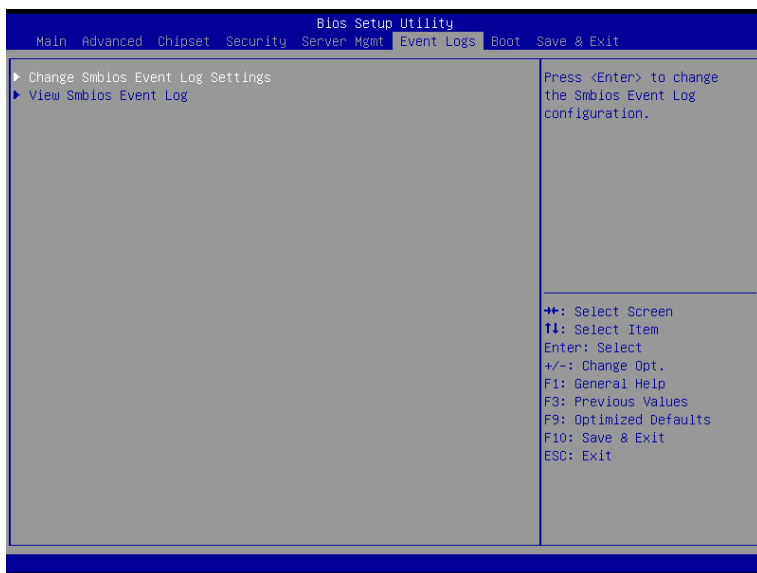 Bios Setup Utility
Main Advanced Chipset Security Server Mgmt Event Logs Boot Save & Exit
▶ Change Smbios Event Log Settings
▶ View Smbios Event Log
Press <Enter> to change
the Smbios Event Log
configuration.
→←: Select Screen
↑↓: Select Item
Enter: Select
+/-: Change Opt.
F1: General Help
F3: Previous Values
F9: Optimized Defaults
F10: Save & Exit
ESC: Exit